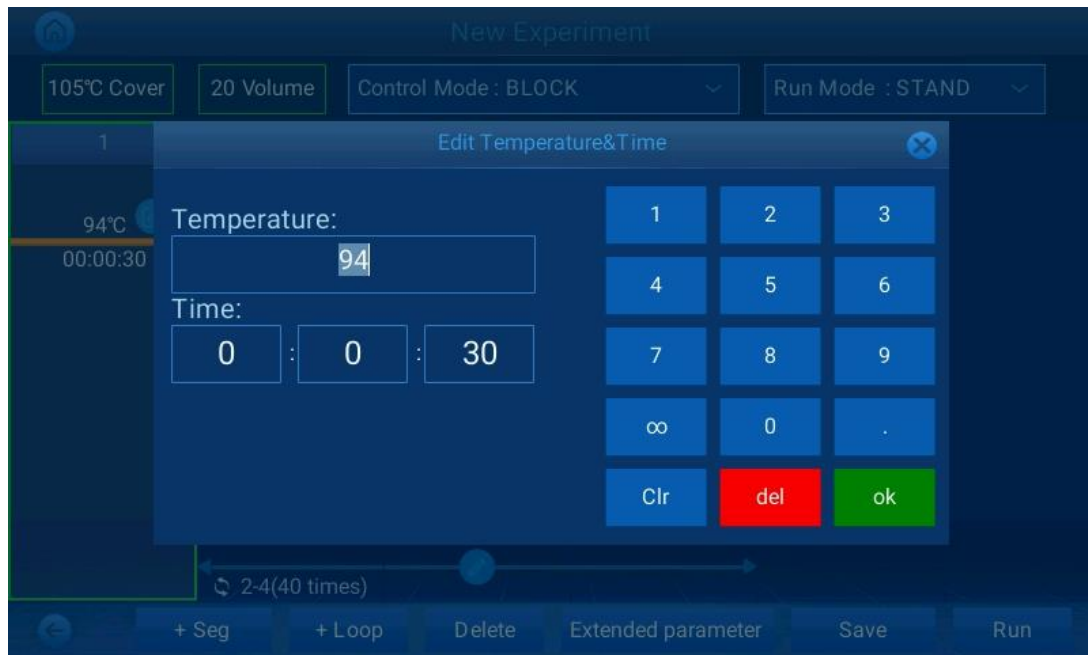 New Experiment
105℃ Cover
20 Volume
Control Mode : BLOCK
Run Mode : STAND
1
Edit Temperature&Time
94℃
00:00:30
Temperature:
94
Time:
0 : 0 : 30
1 2 3
4 5 6
7 8 9
∞ 0 .
Clr del ok
2-4(40 times)
+ Seg
+ Loop
Delete
Extended parameter
Save
Run